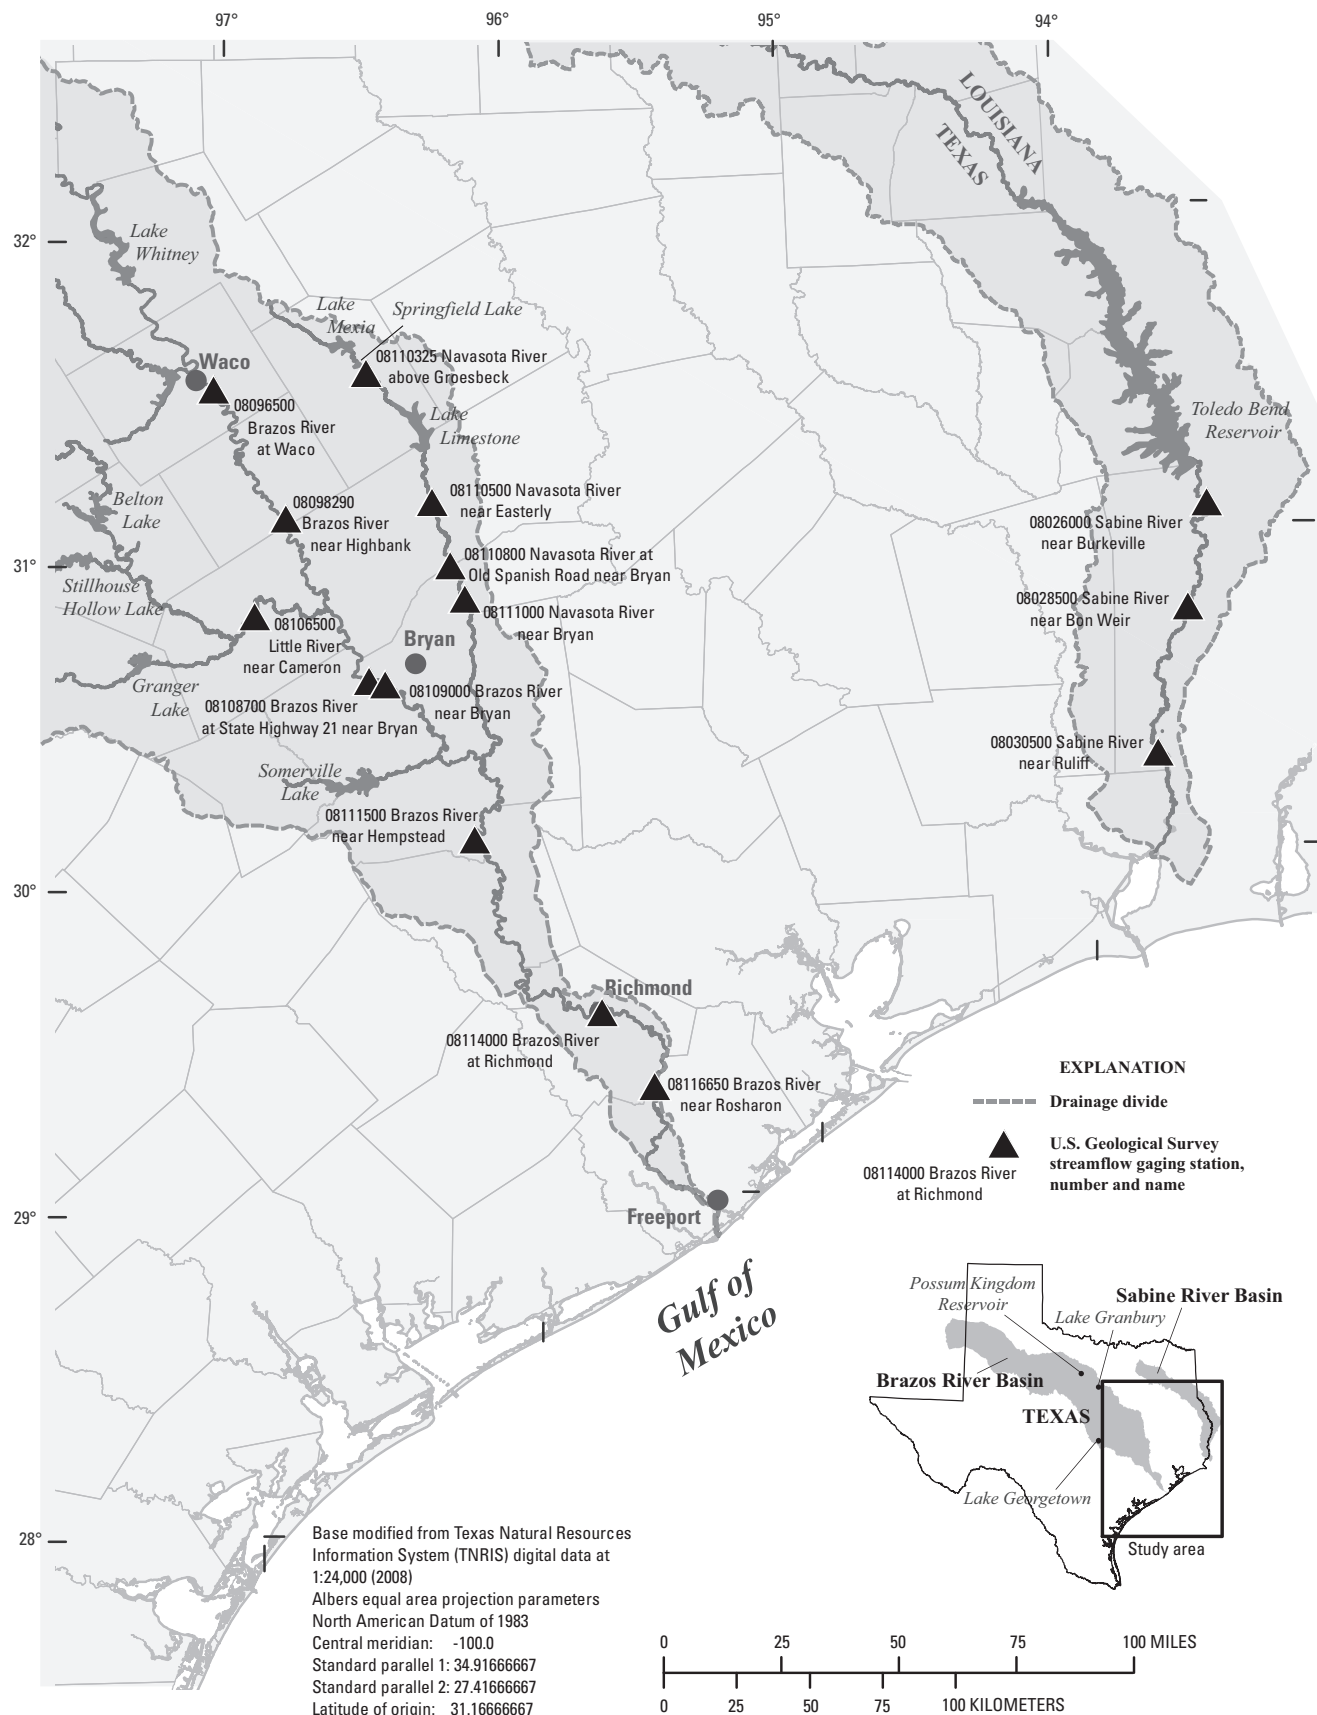 97°
96°
95°
94°
LOUISIANA
TEXAS
32°
Lake
Whitney
Lake
Mexia
Springfield Lake
Waco
08110325 Navasota River
above Groesbeck
08096500
Brazos River
at Waco
Lake
Limestone
Toledo Bend
Reservoir
Belton
Lake
08098290
Brazos River
near Highbank
08110500 Navasota River
near Easterly
08026000 Sabine River
near Burkeville
31°
08110800 Navasota River at
Old Spanish Road near Bryan
Stillhouse
Hollow Lake
08111000 Navasota River
near Bryan
08028500 Sabine River
near Bon Weir
08106500
Little River
near Cameron
Bryan
Granger
Lake
08109000 Brazos River
near Bryan
08108700 Brazos River
at State Highway 21 near Bryan
08030500 Sabine River
near Ruliff
Somerville
Lake
08111500 Brazos River
near Hempstead
30°
Richmond
08114000 Brazos River
at Richmond
08116650 Brazos River
near Rosharon
EXPLANATION
Drainage divide
U.S. Geological Survey
streamflow gaging station,
number and name
08114000 Brazos River
at Richmond
29°
Freeport
Gulf of
Mexico
Possum Kingdom
Reservoir
Lake Granbury
Sabine River Basin
Brazos River Basin
TEXAS
Lake Georgetown
Study area
28°
Base modified from Texas Natural Resources
Information System (TNRIS) digital data at
1:24,000 (2008)
Albers equal area projection parameters
North American Datum of 1983
Central meridian: -100.0
Standard parallel 1: 34.91666667
Standard parallel 2: 27.41666667
Latitude of origin: 31.16666667
0 25 50 75 100 MILES
0 25 50 75 100 KILOMETERS